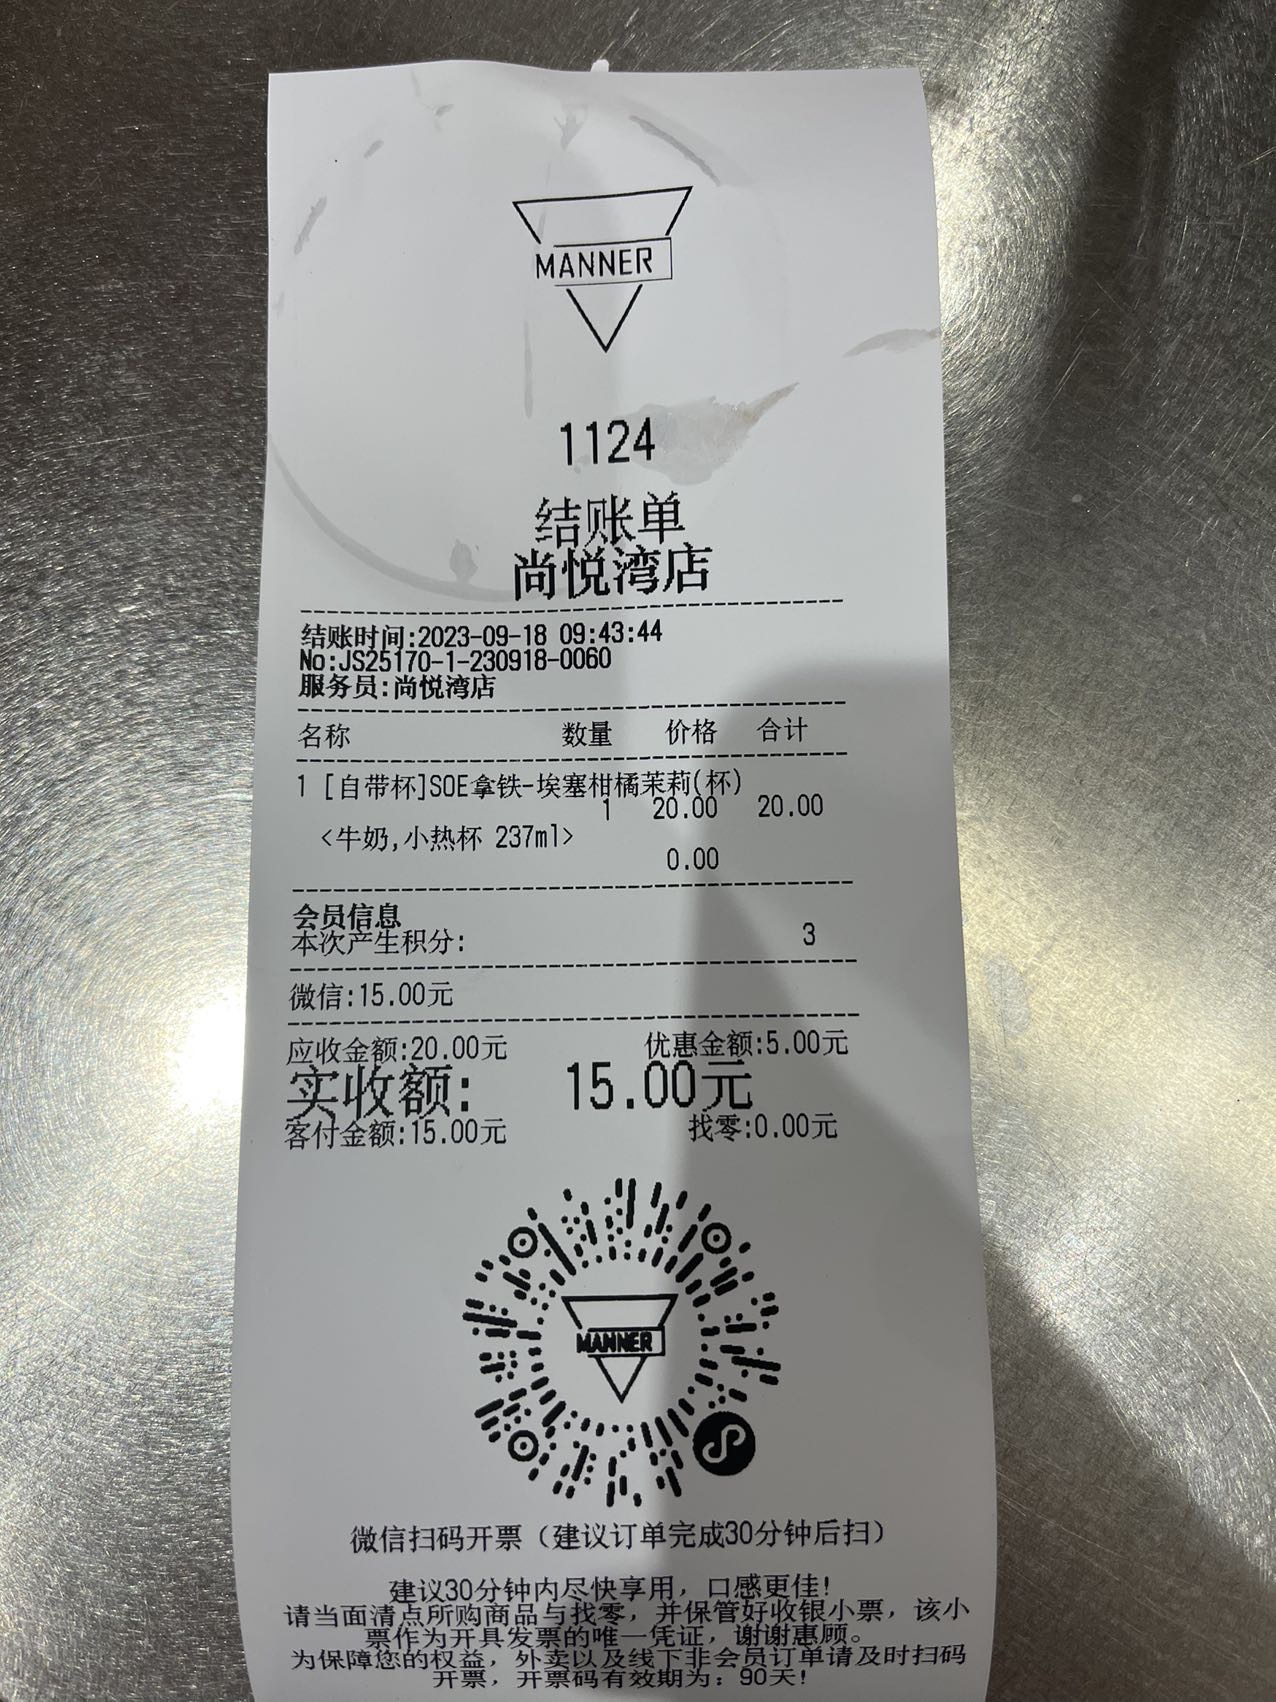 MANNER
1124
结账单
尚悦湾店
结账时间:2023-09-18 09:43:44
No:JS25170-1-230918-0060
服务员:尚悦湾店
名称 数量 价格 合计
1 [自带杯]SOE拿铁-埃塞柑橘茉莉(杯)
1 20.00 20.00
<牛奶,小热杯 237ml>
0.00
会员信息
本次产生积分: 3
微信:15.00元
应收金额:20.00元 优惠金额:5.00元
实收额: 15.00元
客付金额:15.00元 找零:0.00元
MANNER
微信扫码开票（建议订单完成30分钟后扫）
建议30分钟内尽快享用，口感更佳!
请当面清点所购商品与找零，并保管好收银小票，该小
票作为开具发票的唯一凭证，谢谢惠顾。
为保障您的权益，外卖以及线下非会员订单请及时扫码
开票，开票码有效期为：90天!